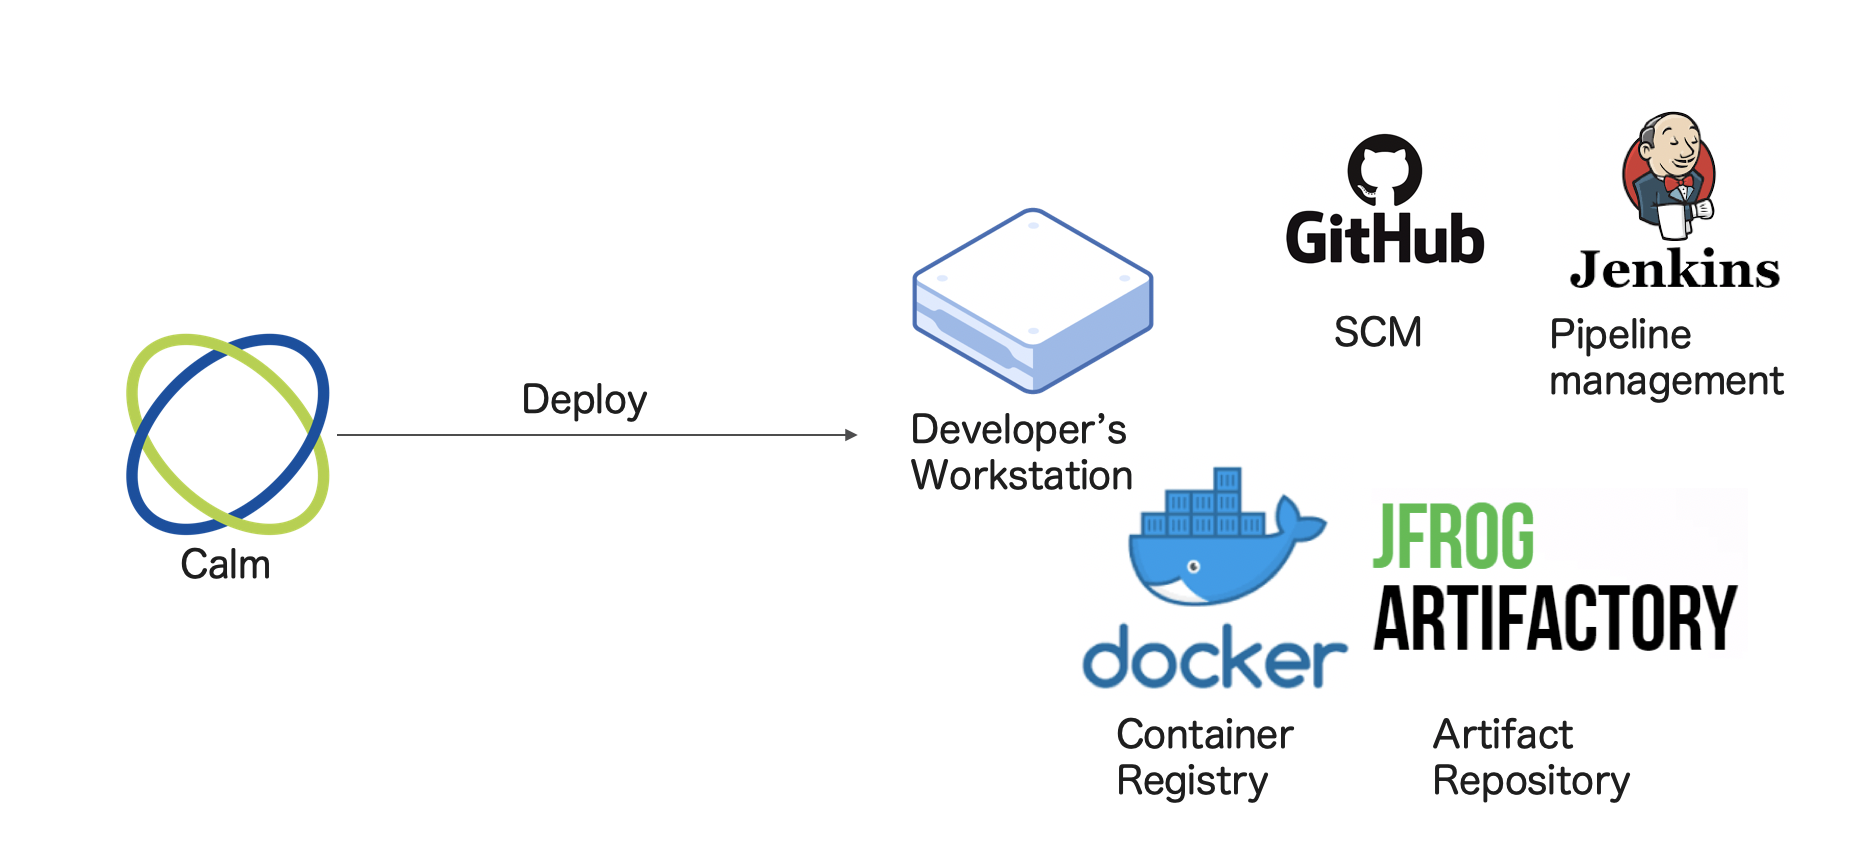 GitHub
Jenkins
SCM
Pipeline
management
Deploy
Developer's
Workstation
Calm
docker
JFROG
ARTIFACTORY
Container
Registry
Artifact
Repository